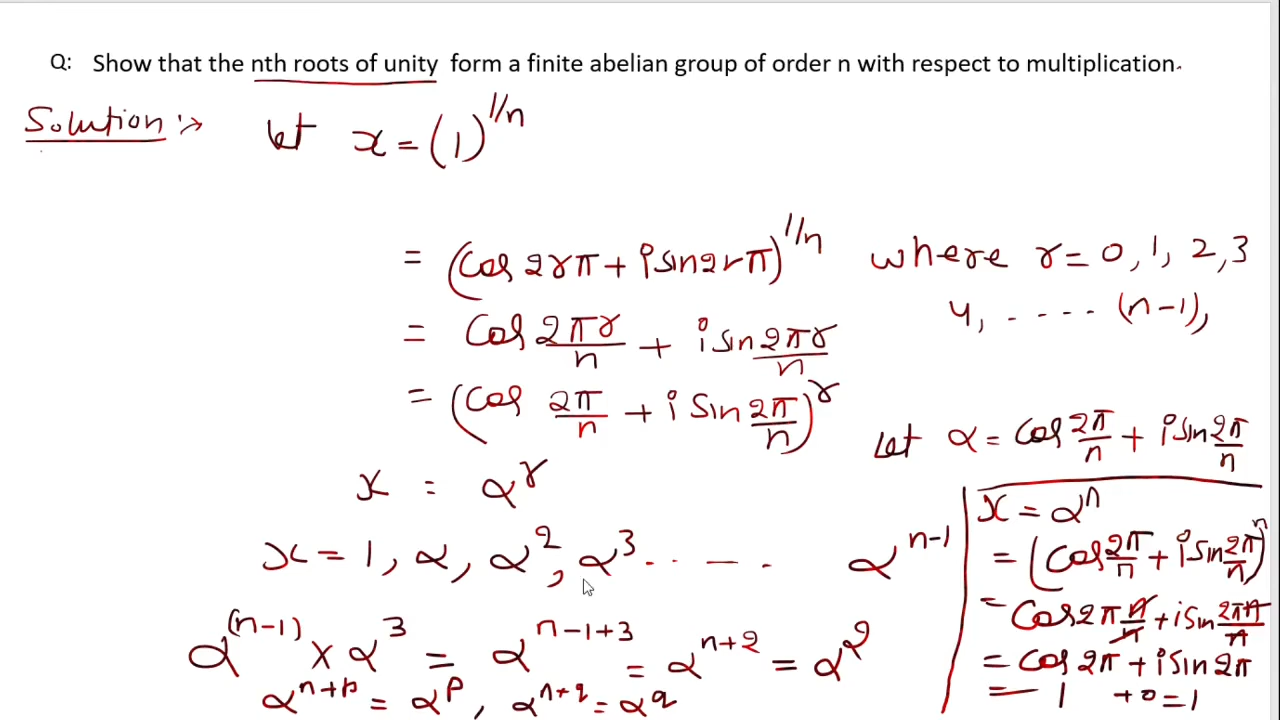 Q: Show that the nth roots of unity form a finite abelian group of order n with respect to multiplication.
Solution :→ let x = (1)^{1/n}
= (cos 2rπ + i sin 2rπ)^{1/n} where r = 0, 1, 2, 3
4, ..... (n-1),
= cos 2πr/n + i sin 2πr/n
= (cos 2π/n + i sin 2π/n)^r
Let α = cos 2π/n + i sin 2π/n
x = α^r
x = 1, α, α^2, α^3 ...... α^{n-1}
α^{(n-1)} × α^3 = α^{n-1+3} = α^{n+2} = α^2
α^{n+p} = α^p, α^{n+q} = α^q
x = α^n
= (cos 2π/n + i sin 2π/n)^n
= cos 2π n/n + i sin 2πn/n
= cos 2π + i sin 2π
= 1 + 0 = 1